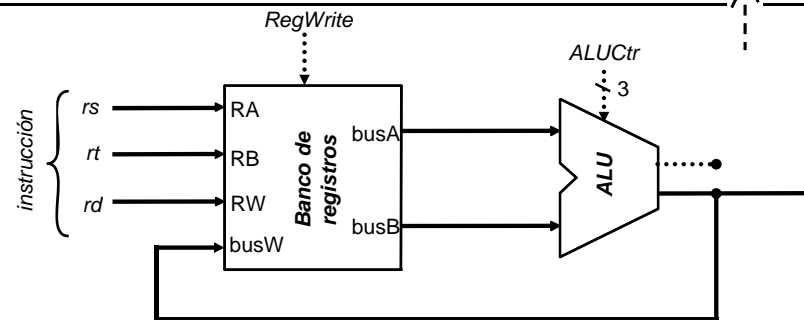 RegWrite
ALUCtr
3
instrucción
rs
rt
rd
RA
RB
RW
busW
Banco de
registros
busA
busB
ALU